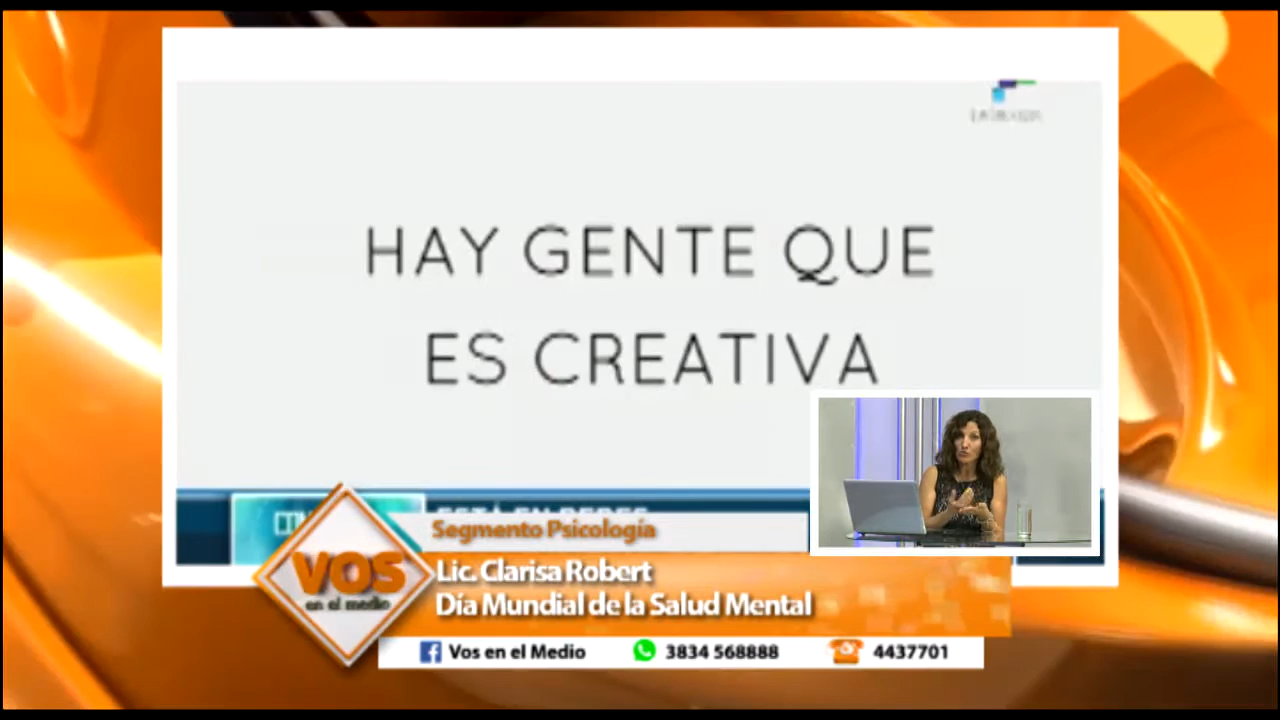 HAY GENTE QUE
ES CREATIVA
Segmento Psicología
VOS
en el medio
Lic. Clarisa Robert
Día Mundial de la Salud Mental
Vos en el Medio
3834 568888
4437701